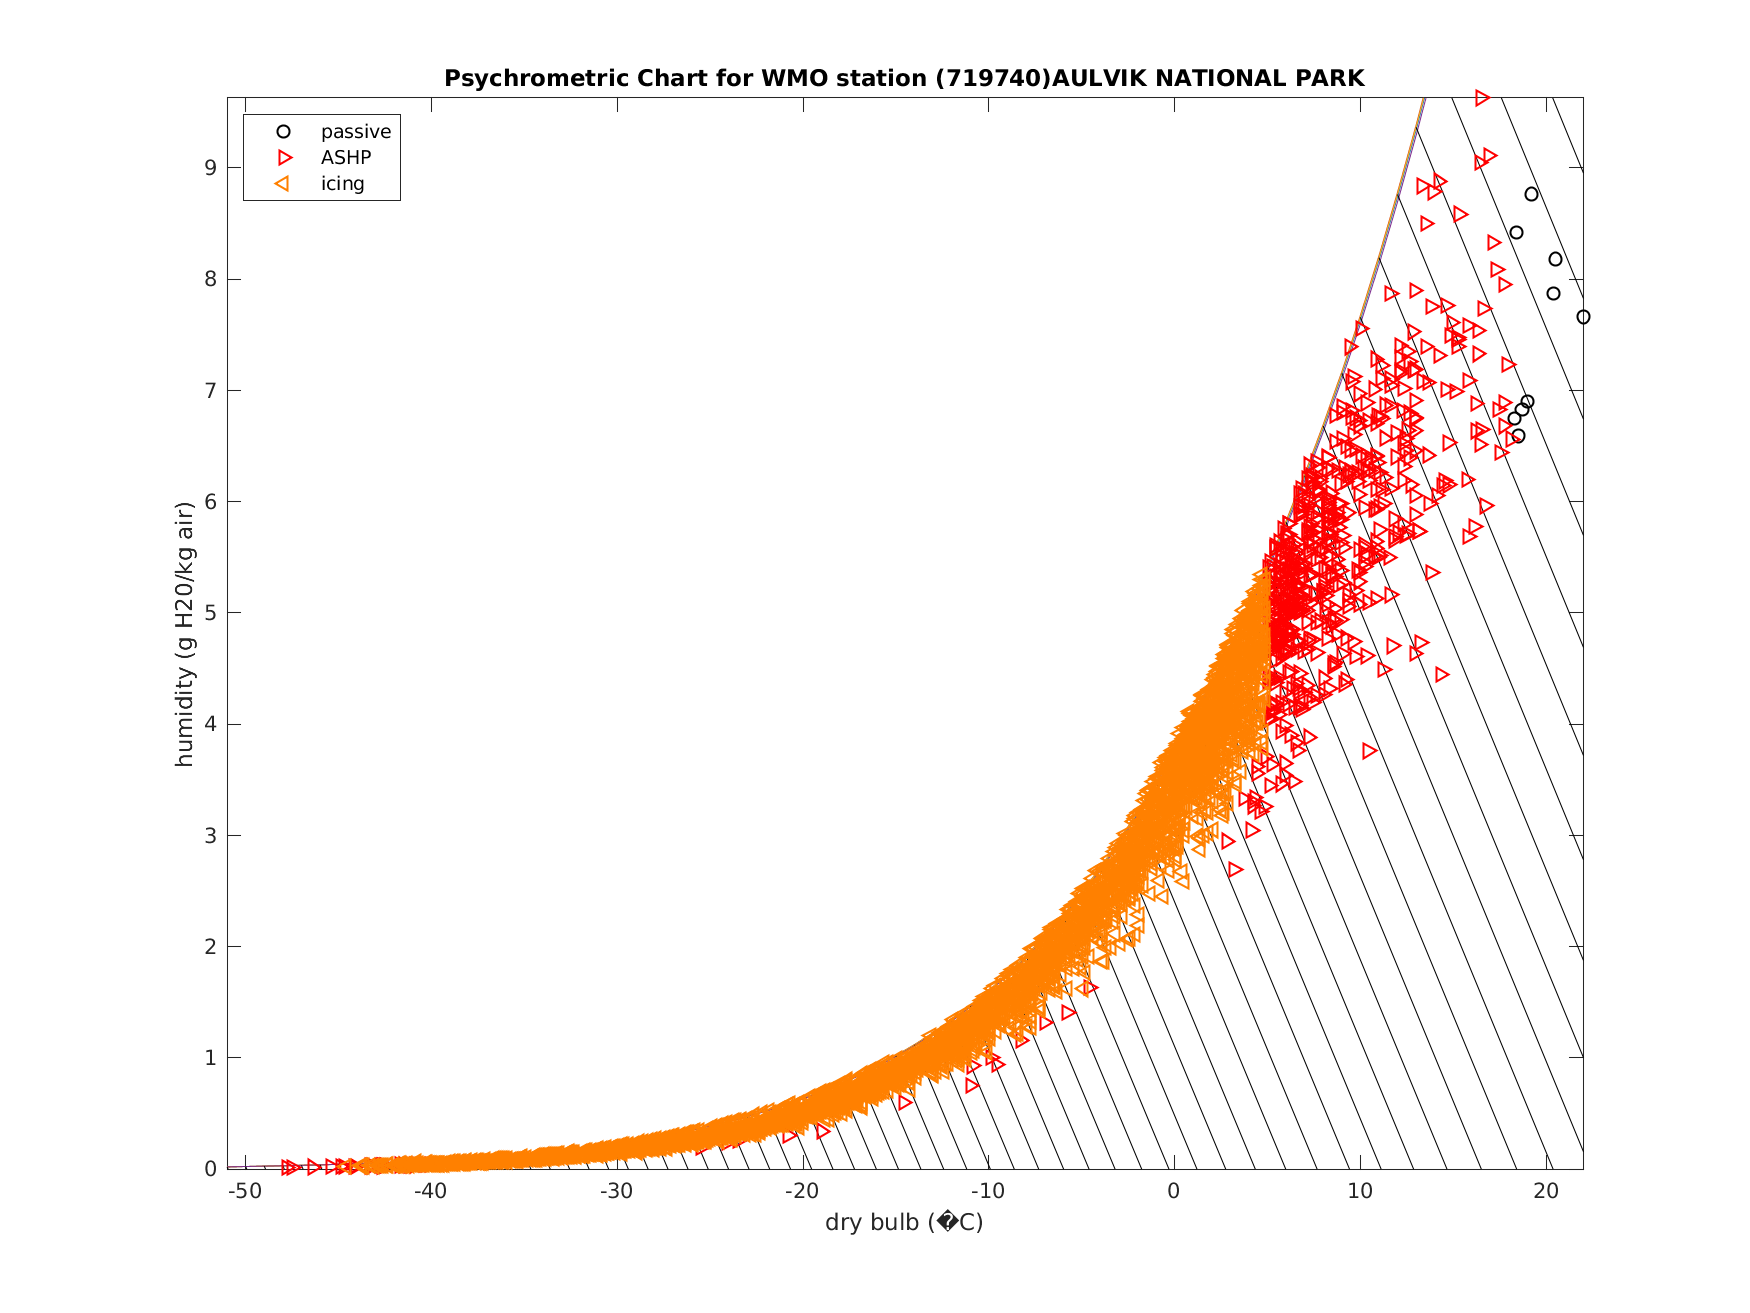 Psychrometric Chart for WMO station (719740)AULVIK NATIONAL PARK
passive
ASHP
icing
9
8
7
6
5
4
3
2
1
0
humidity (g H20/kg air)
-50 -40 -30 -20 -10 0 10 20
dry bulb (�C)